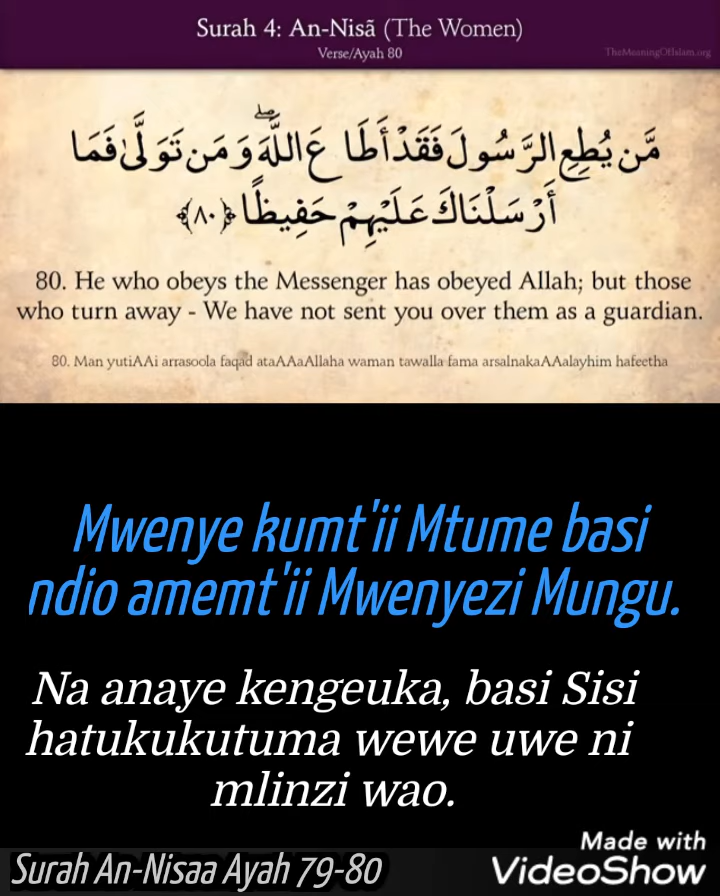 Surah 4: An-Nisã (The Women)
Verse/Ayah 80
TheMeaningOfIslam.org
مَّن يُطِعِ الرَّسُولَ فَقَدْ أَطَاعَ اللَّهَ ۖ وَمَن تَوَلَّىٰ فَمَا
أَرْسَلْنَاكَ عَلَيْهِمْ حَفِيظًا ﴿٨٠﴾
80. He who obeys the Messenger has obeyed Allah; but those
who turn away - We have not sent you over them as a guardian.
80. Man yutiAAi arrasoola faqad ataAAaAllaha waman tawalla fama arsalnakaAAalayhim hafeetha
Mwenye kumt'ii Mtume basi
ndio amemt'ii Mwenyezi Mungu.
Na anaye kengeuka, basi Sisi
hatukukutuma wewe uwe ni
mlinzi wao.
Made with
VideoShow
Surah An-Nisaa Ayah 79-80